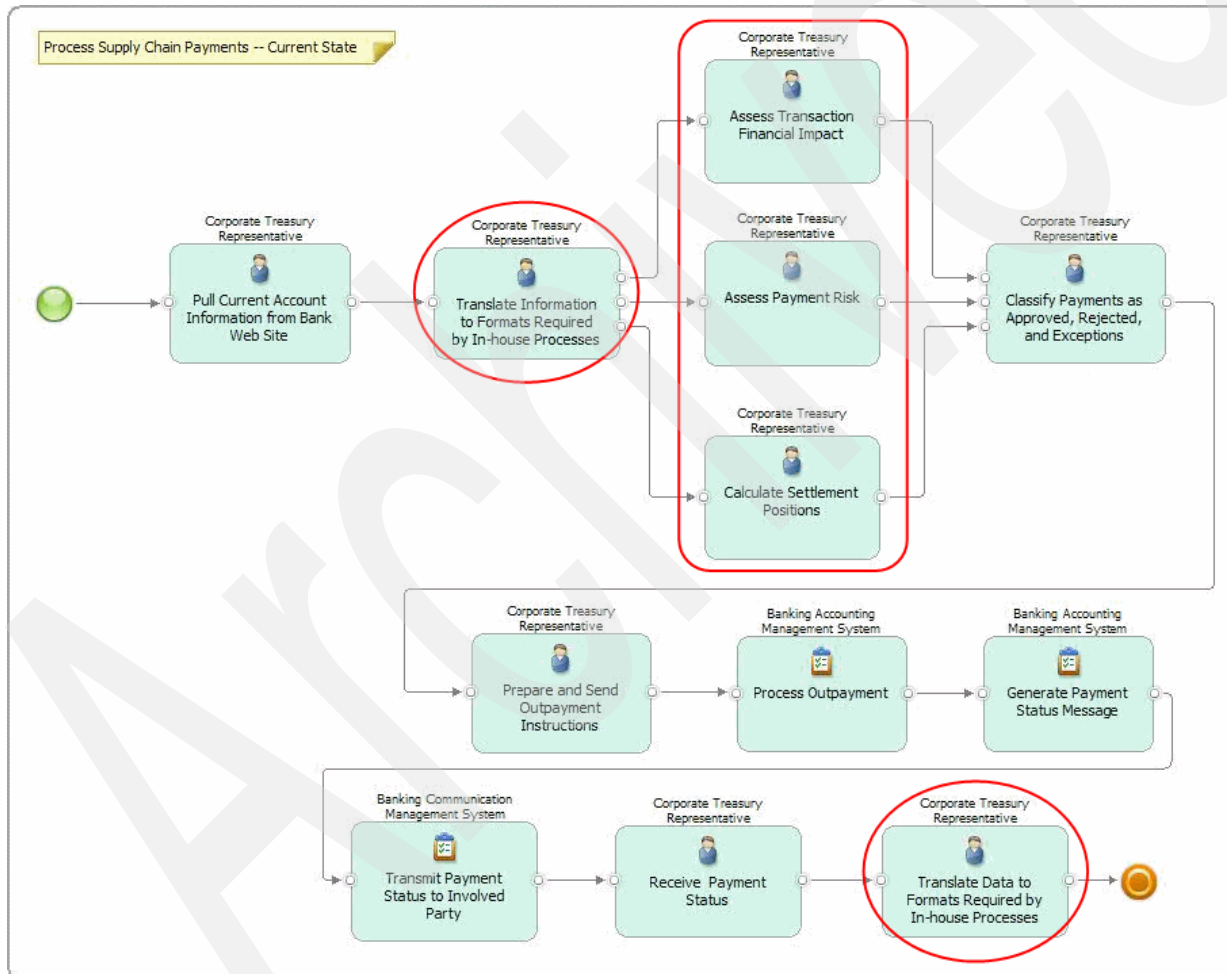 Process Supply Chain Payments -- Current State
Corporate Treasury
Representative
Assess Transaction
Financial Impact
Corporate Treasury
Representative
Pull Current Account
Information from Bank
Web Site
Corporate Treasury
Representative
Translate Information
to Formats Required
by In-house Processes
Corporate Treasury
Representative
Assess Payment Risk
Corporate Treasury
Representative
Classify Payments as
Approved, Rejected,
and Exceptions
Corporate Treasury
Representative
Calculate Settlement
Positions
Corporate Treasury
Representative
Prepare and Send
Outpayment
Instructions
Banking Accounting
Management System
Process Outpayment
Banking Accounting
Management System
Generate Payment
Status Message
Banking Communication
Management System
Transmit Payment
Status to Involved
Party
Corporate Treasury
Representative
Receive Payment
Status
Corporate Treasury
Representative
Translate Data to
Formats Required by
In-house Processes
Archived